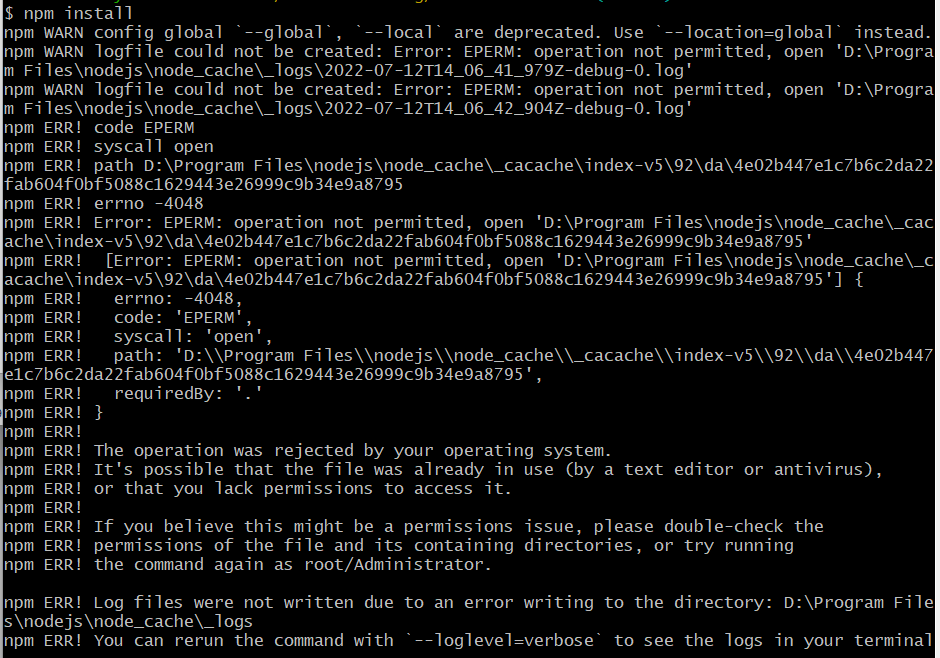 $ npm install
npm WARN config global `--global`, `--local` are deprecated. Use `--location=global` instead.
npm WARN logfile could not be created: Error: EPERM: operation not permitted, open 'D:\Progra
m Files\nodejs\node_cache\_logs\2022-07-12T14_06_41_979Z-debug-0.log'
npm WARN logfile could not be created: Error: EPERM: operation not permitted, open 'D:\Progra
m Files\nodejs\node_cache\_logs\2022-07-12T14_06_42_904Z-debug-0.log'
npm ERR! code EPERM
npm ERR! syscall open
npm ERR! path D:\Program Files\nodejs\node_cache\_cacache\index-v5\92\da\4e02b447e1c7b6c2da22
fab604f0bf5088c1629443e26999c9b34e9a8795
npm ERR! errno -4048
npm ERR! Error: EPERM: operation not permitted, open 'D:\Program Files\nodejs\node_cache\_cac
ache\index-v5\92\da\4e02b447e1c7b6c2da22fab604f0bf5088c1629443e26999c9b34e9a8795'
npm ERR!  [Error: EPERM: operation not permitted, open 'D:\Program Files\nodejs\node_cache\_c
acache\index-v5\92\da\4e02b447e1c7b6c2da22fab604f0bf5088c1629443e26999c9b34e9a8795'] {
npm ERR!   errno: -4048,
npm ERR!   code: 'EPERM',
npm ERR!   syscall: 'open',
npm ERR!   path: 'D:\\Program Files\\nodejs\\node_cache\\_cacache\\index-v5\\92\\da\\4e02b447
e1c7b6c2da22fab604f0bf5088c1629443e26999c9b34e9a8795',
npm ERR!   requiredBy: '.'
npm ERR! }
npm ERR!
npm ERR! The operation was rejected by your operating system.
npm ERR! It's possible that the file was already in use (by a text editor or antivirus),
npm ERR! or that you lack permissions to access it.
npm ERR!
npm ERR! If you believe this might be a permissions issue, please double-check the
npm ERR! permissions of the file and its containing directories, or try running
npm ERR! the command again as root/Administrator.
npm ERR! Log files were not written due to an error writing to the directory: D:\Program File
s\nodejs\node_cache\_logs
npm ERR! You can rerun the command with `--loglevel=verbose` to see the logs in your terminal